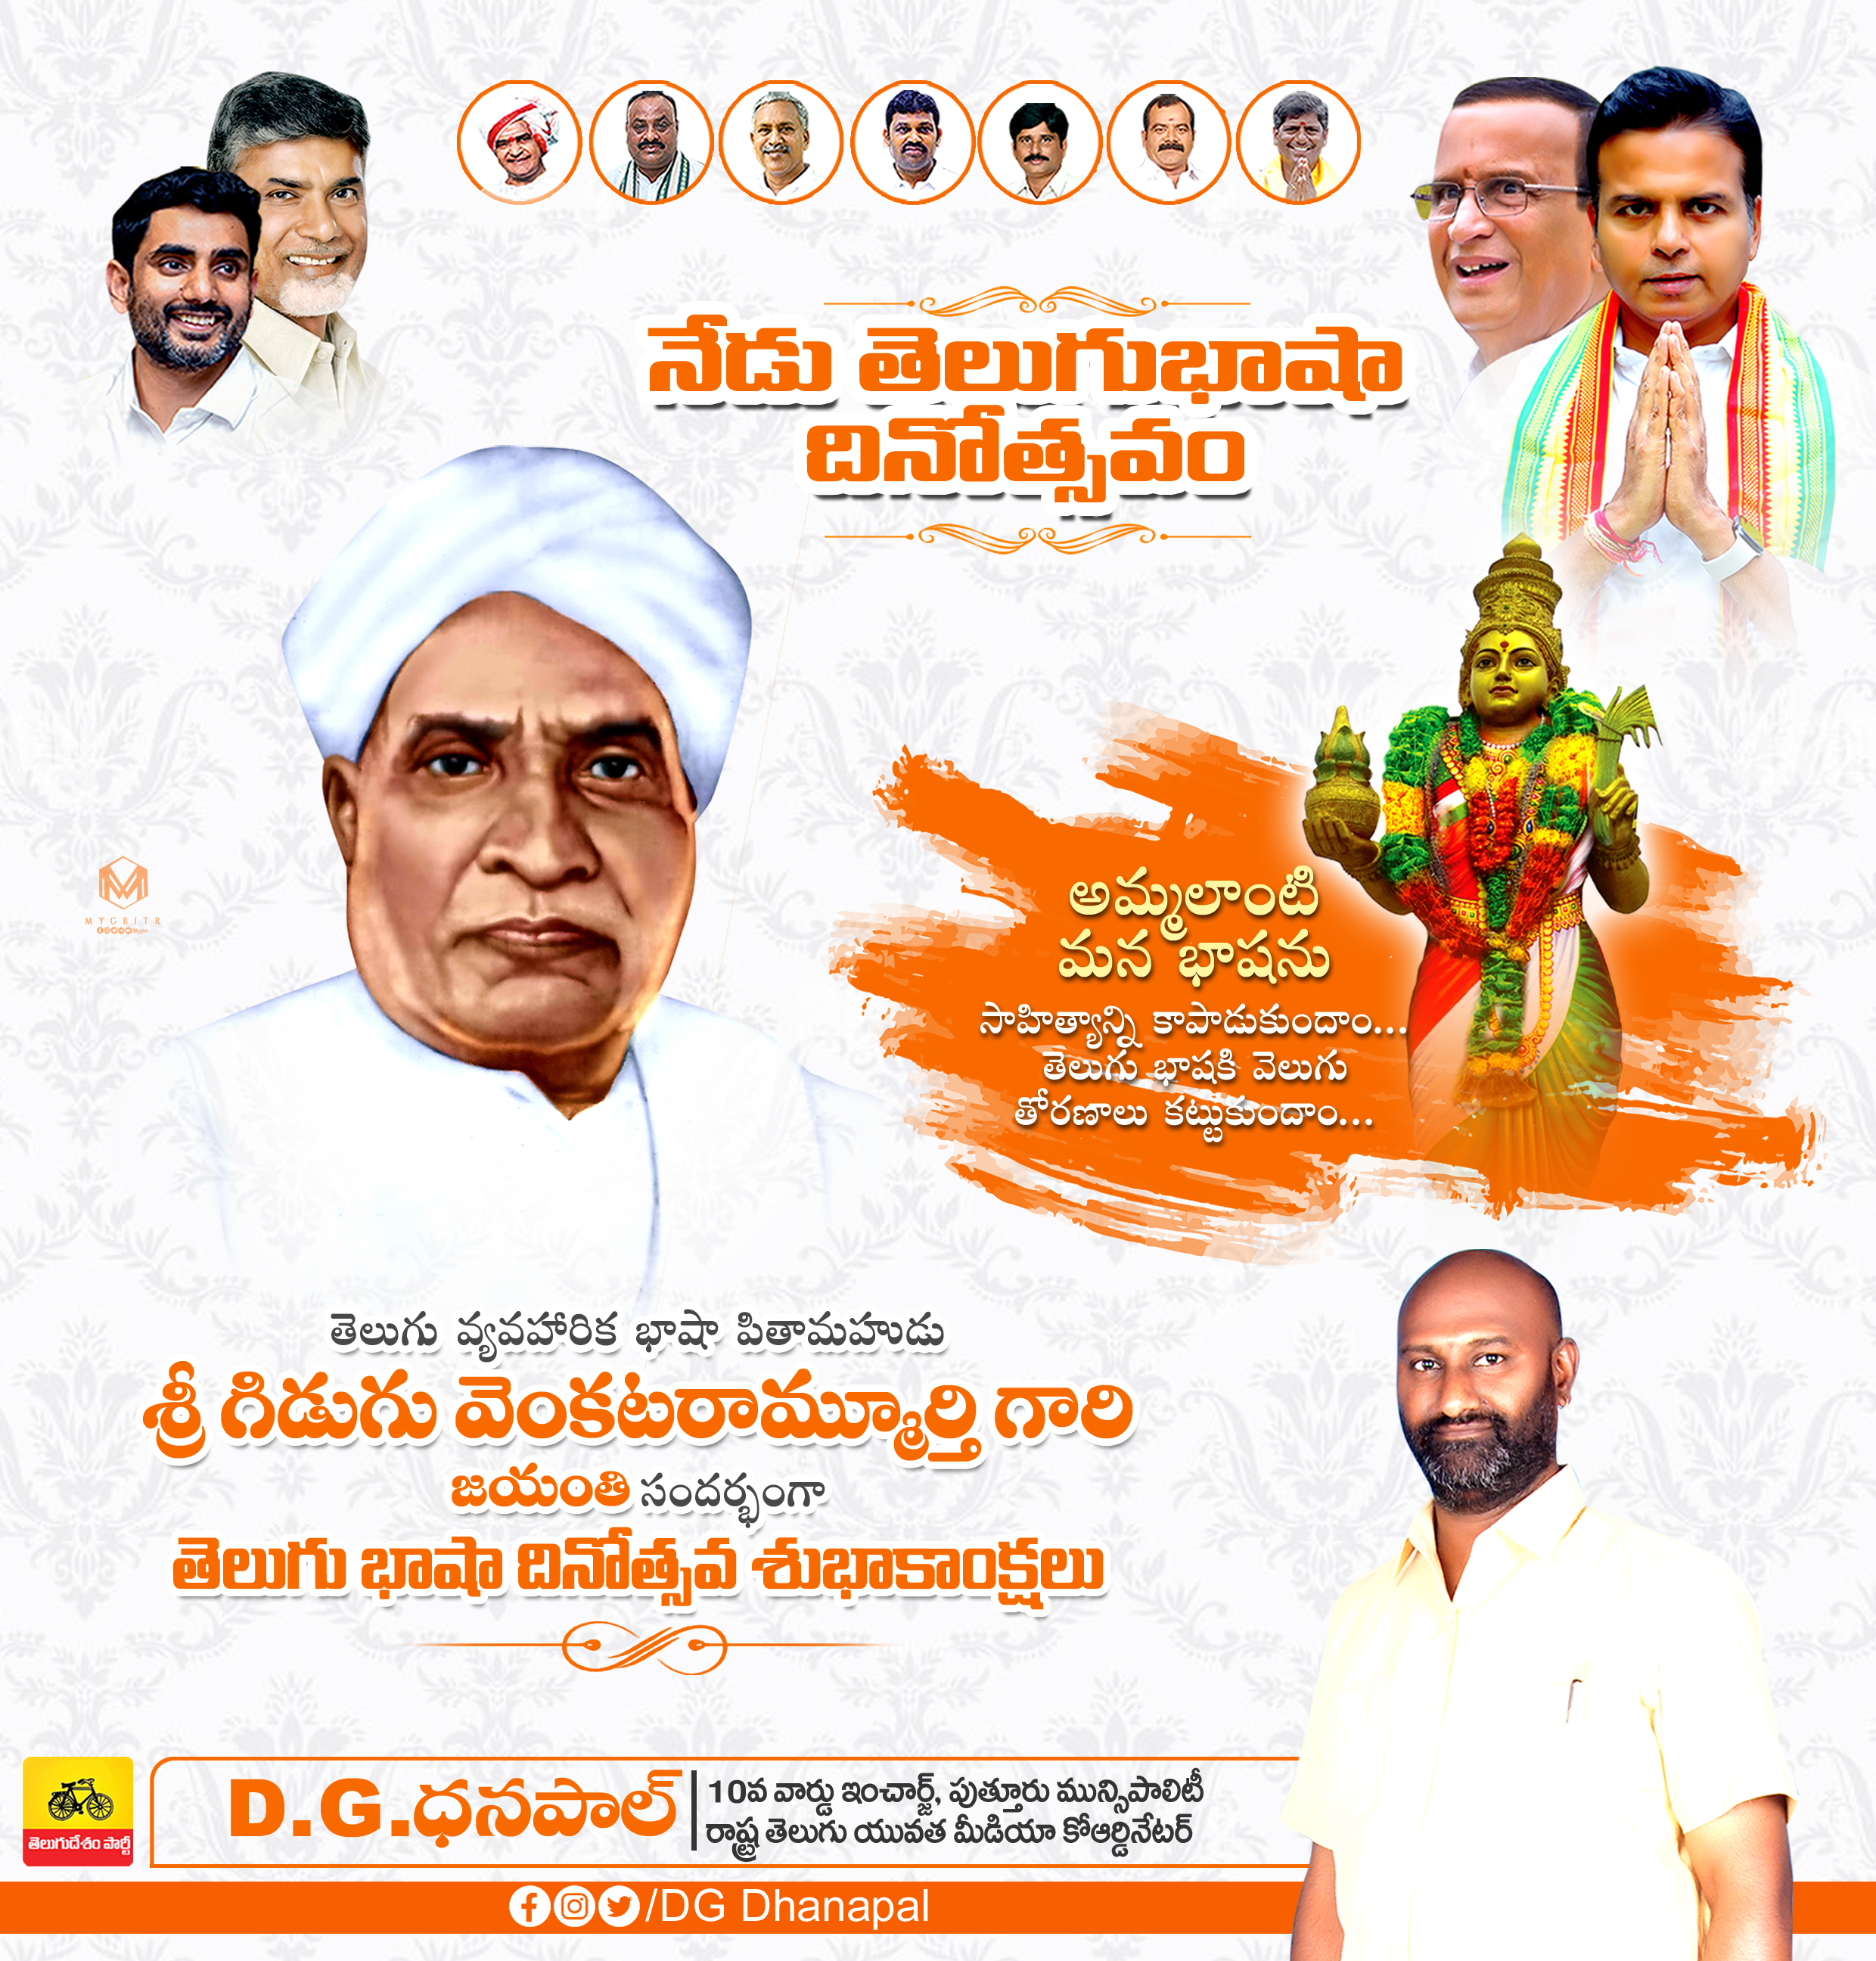 నేడు తెలుగుభాషా
దినోత్సవం
అమ్మలాంటి
మన భాషను
సాహిత్యాన్ని కాపాడుకుందాం...
తెలుగు భాషకి వెలుగు
తోరణాలు కట్టుకుందాం...
MYGBITR
తెలుగు వ్యవహారిక భాషా పితామహుడు
శ్రీ గిడుగు వెంకటరామ్మూర్తి గారి
జయంతి సందర్భంగా
తెలుగు భాషా దినోత్సవ శుభాకాంక్షలు
తెలుగుదేశం పార్టీ
D.G.ధనపాల్
10వ వార్డు ఇంచార్జ్, పుత్తూరు మున్సిపాలిటీ
రాష్ట్ర తెలుగు యువత మీడియా కోఆర్డినేటర్
/DG Dhanapal